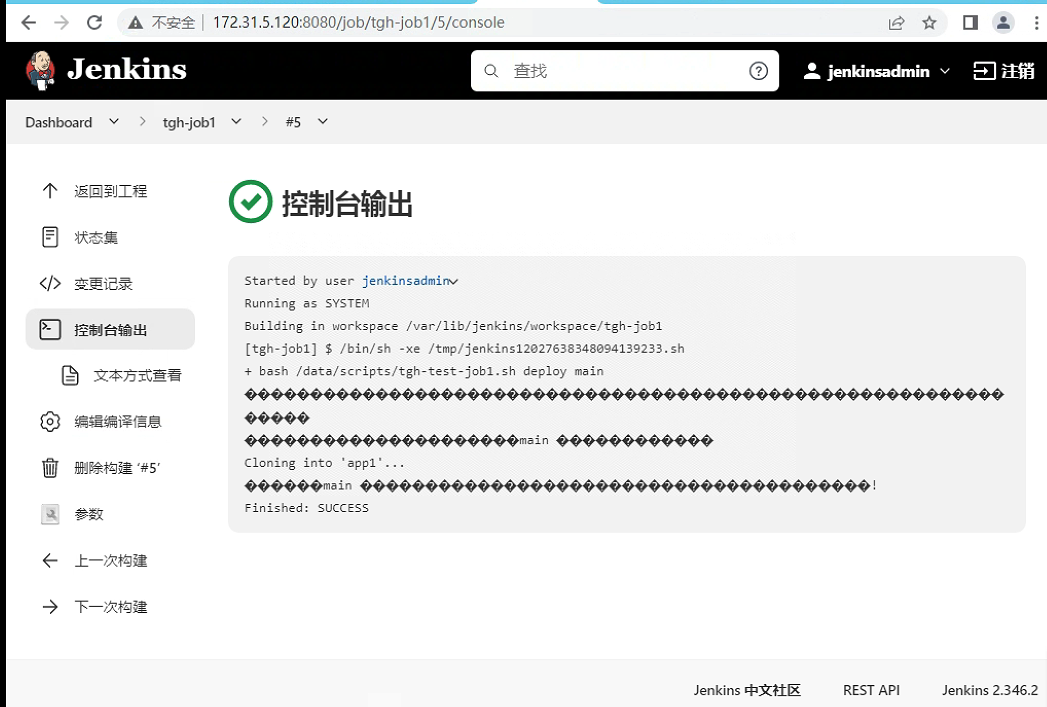 不安全 172.31.5.120:8080/job/tgh-job1/5/console
Jenkins
查找
jenkinsadmin
注销
Dashboard
tgh-job1
#5
返回到工程
状态集
变更记录
控制台输出
文本方式查看
编辑编译信息
删除构建 ‘#5’
参数
上一次构建
下一次构建
控制台输出
Started by user jenkinsadmin
Running as SYSTEM
Building in workspace /var/lib/jenkins/workspace/tgh-job1
[tgh-job1] $ /bin/sh -xe /tmp/jenkins12027638348094139233.sh
+ bash /data/scripts/tgh-test-job1.sh deploy main
main
Cloning into 'app1'...
main !
Finished: SUCCESS
Jenkins 中文社区
REST API
Jenkins 2.346.2